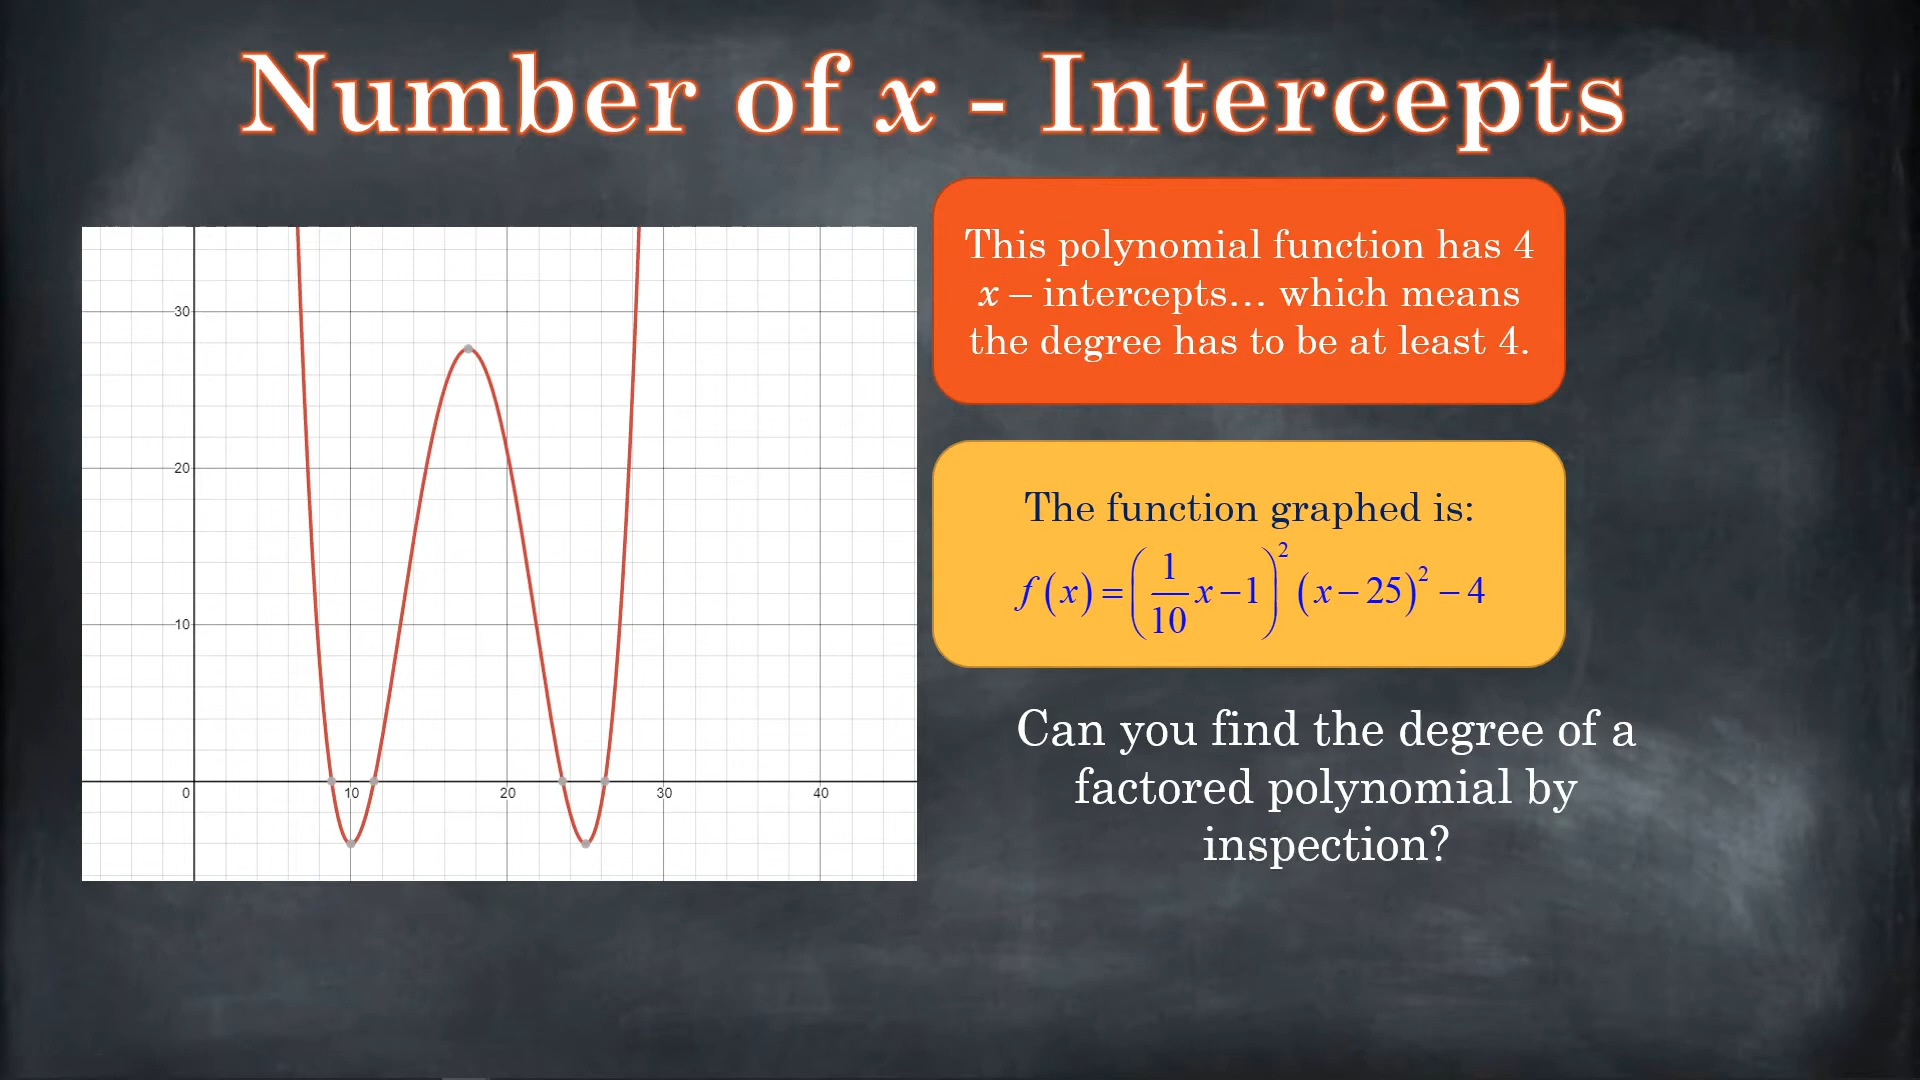 Number of x - Intercepts
This polynomial function has 4
x – intercepts... which means
the degree has to be at least 4.
30
20
10
0
10
20
30
40
The function graphed is:
f(x) = (1/10 x − 1)² (x − 25)² − 4
Can you find the degree of a
factored polynomial by
inspection?